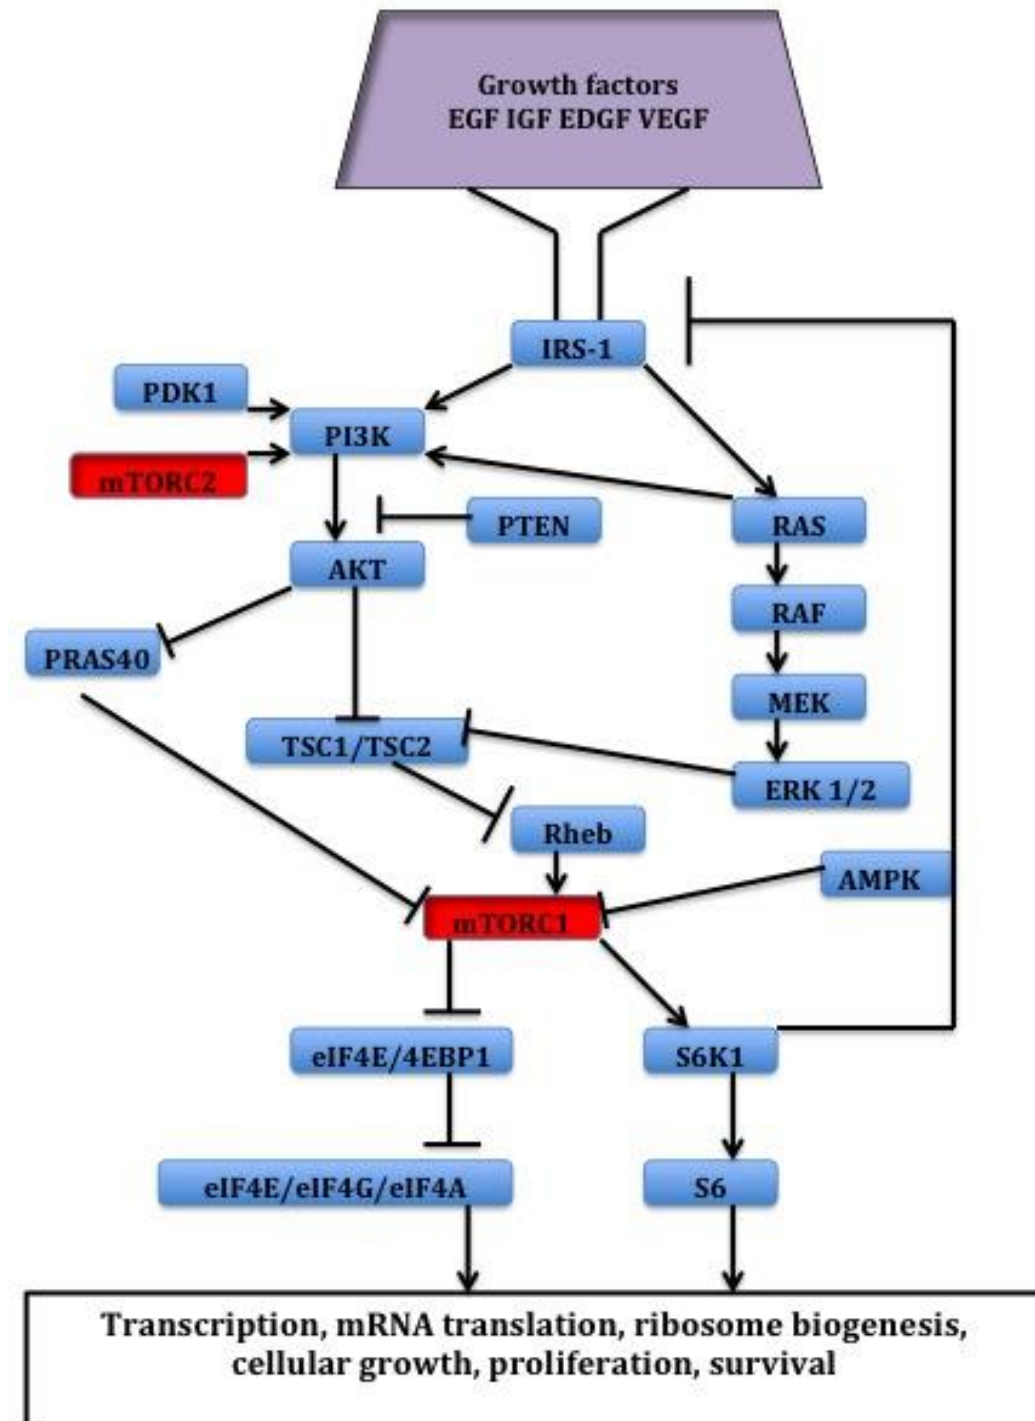 Growth factors
EGF IGF EDGF VEGF
IRS-1
PDK1
PI3K
mTORC2
PTEN
RAS
AKT
RAF
PRAS40
MEK
TSC1/TSC2
ERK 1/2
Rheb
AMPK
mTORC1
eIF4E/4EBP1
S6K1
eIF4E/eIF4G/eIF4A
S6
Transcription, mRNA translation, ribosome biogenesis,
cellular growth, proliferation, survival